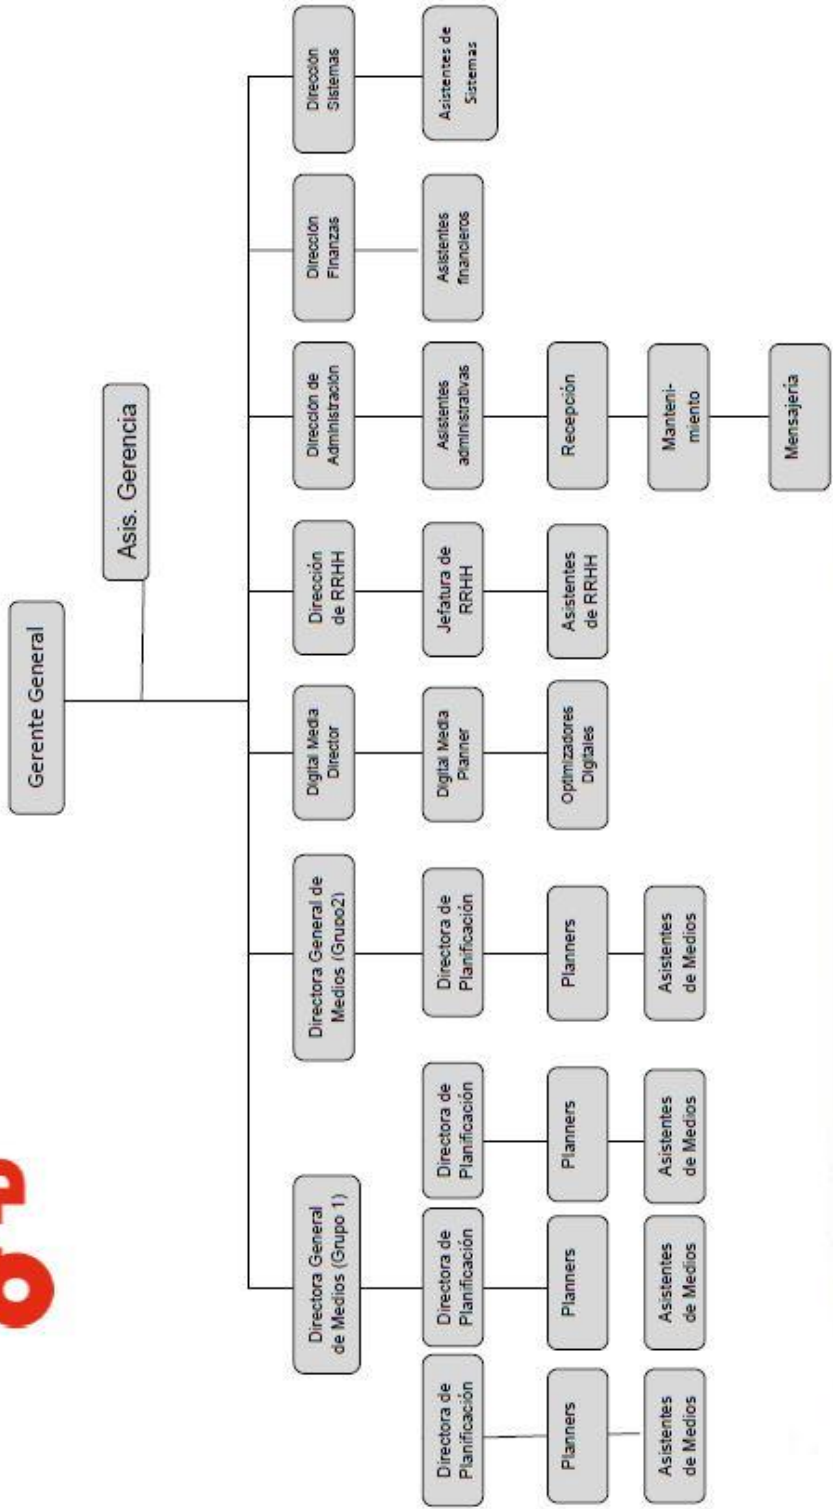 Gerente General
Asis. Gerencia
Directora General
de Medios (Grupo 1)
Directora General de
Medios (Grupo2)
Digital Media
Director
Dirección
de RRHH
Dirección de
Administración
Dirección
Finanzas
Dirección
Sistemas
Directora de
Planificación
Directora de
Planificación
Directora de
Planificación
Directora de
Planificación
Digital Media
Planner
Jefatura de
RRHH
Asistentes
administrativas
Asistentes
financieros
Asistentes de
Sistemas
Planners
Planners
Planners
Planners
Optimizadores
Digitales
Asistentes
de RRHH
Recepción
Asistentes
de Medios
Asistentes
de Medios
Asistentes
de Medios
Asistentes
de Medios
Manteni-
miento
Mensajería